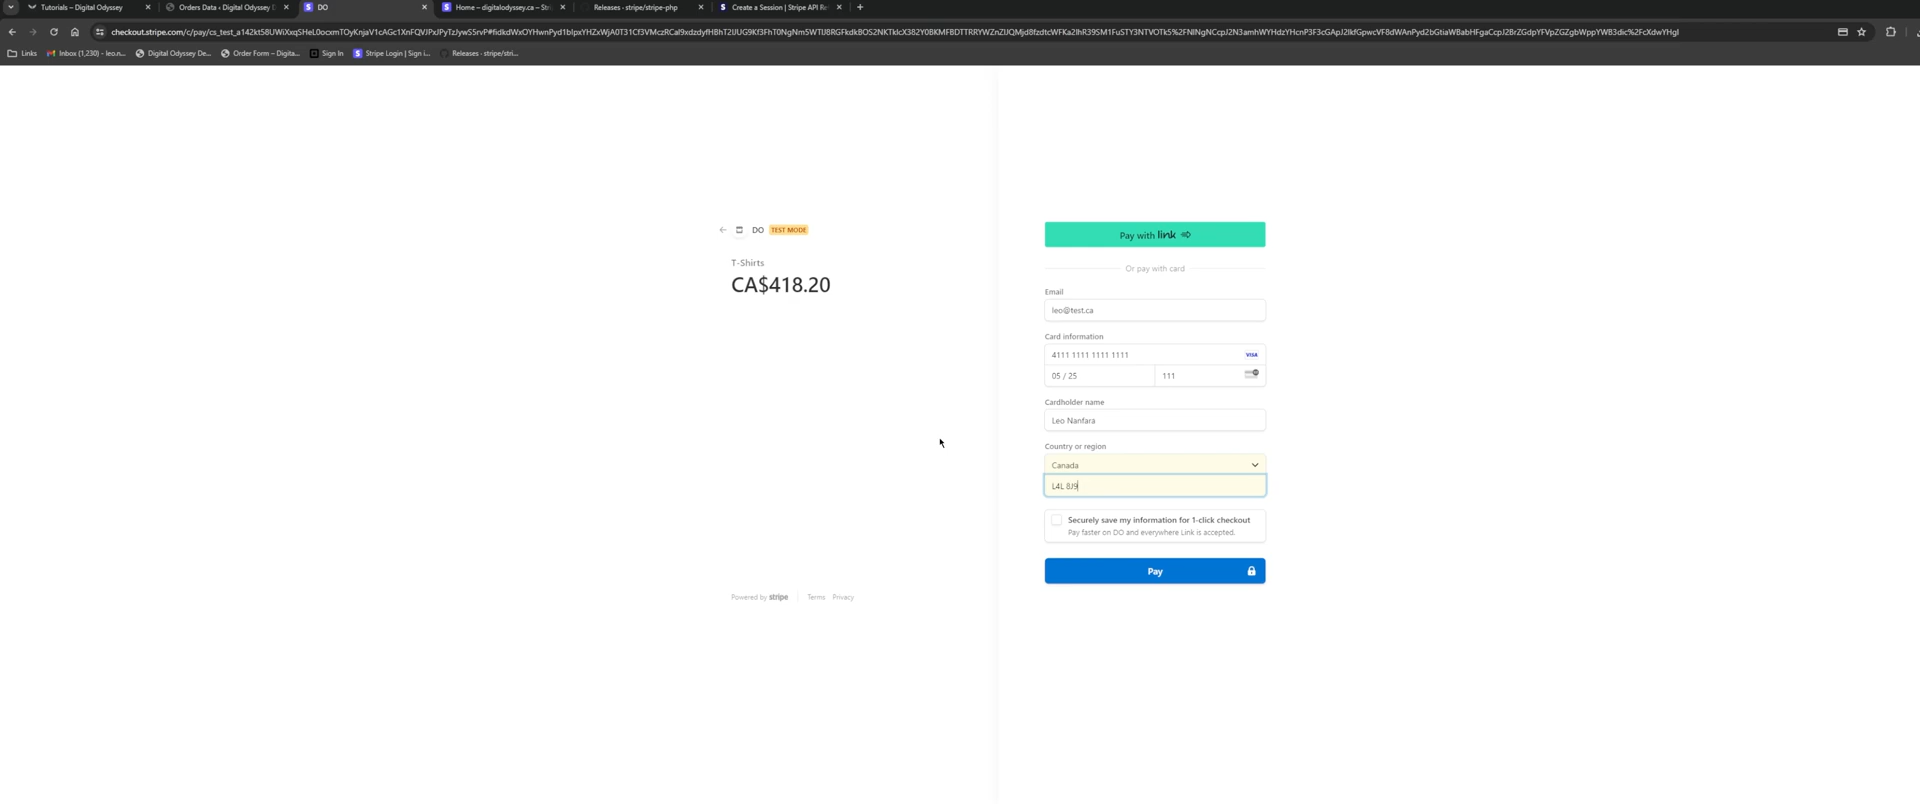 Tutorials – Digital Odyssey
Orders Data ‹ Digital Odyssey D
DO
Home – digitalodyssey.ca – Stri
Releases · stripe/stripe-php
Create a Session | Stripe API Re
Links
Inbox (1,230) - leo.n...
Digital Odyssey De...
Order Form – Digita...
Sign In
Stripe Login | Sign i...
Releases · stripe/stri...
DO
TEST MODE
T-Shirts
CA$418.20
Powered by stripe
Terms
Privacy
Pay with link
Or pay with card
Email
leo@test.ca
Card information
4111 1111 1111 1111
VISA
05 / 25
111
Cardholder name
Leo Nanfara
Country or region
Canada
L4L 8J9
Securely save my information for 1-click checkout
Pay faster on DO and everywhere Link is accepted.
Pay